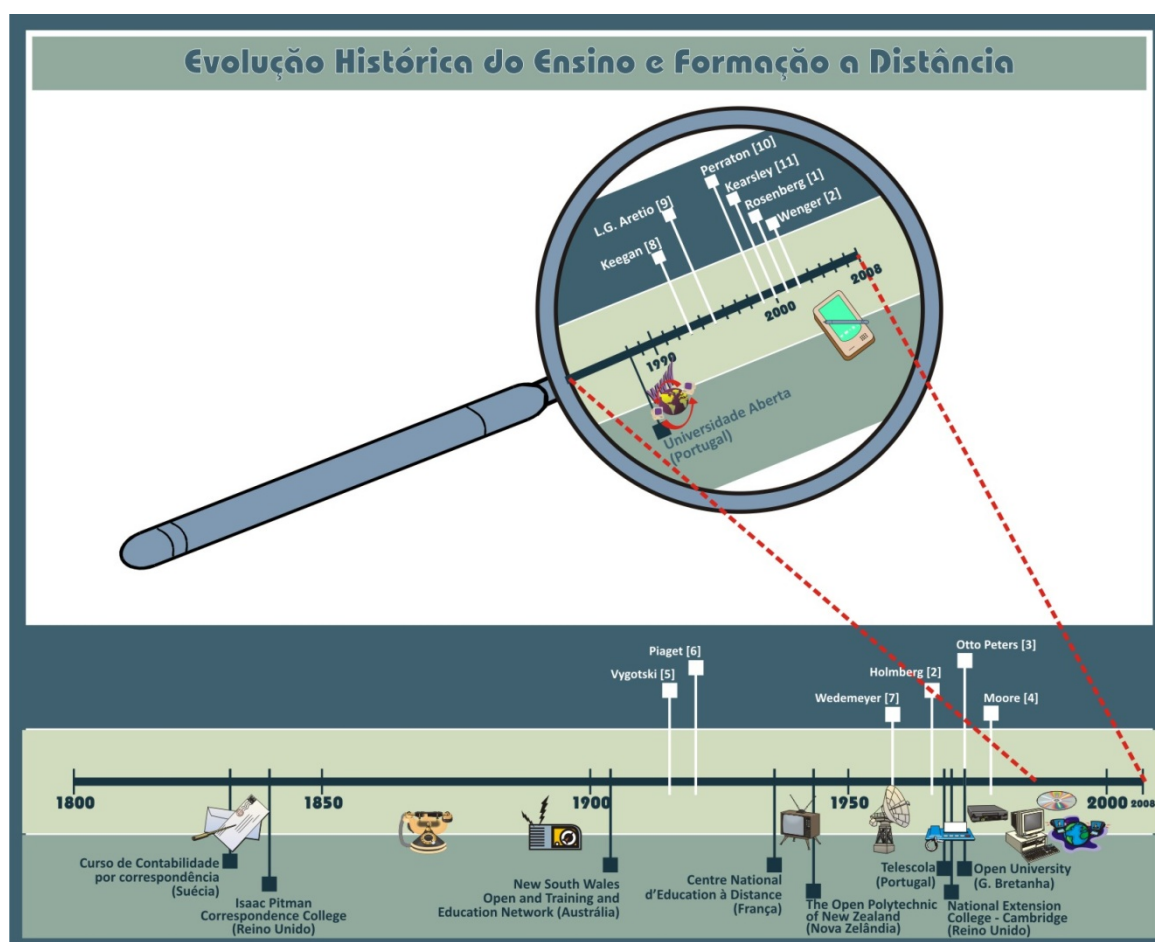 Evolução Histórica do Ensino e Formação a Distância
Perraton [10]
Kearsley [11]
Rosenberg [1]
Wenger [2]
L.G. Aretio [9]
Keegan [8]
1990
2000
2008
Universidade Aberta
(Portugal)
Piaget [6]
Vygotski [5]
Otto Peters [3]
Holmberg [2]
Wedemeyer [7]
Moore [4]
1800
1850
1900
1950
2000
2008
Curso de Contabilidade
por correspondência
(Suécia)
Isaac Pitman
Correspondence College
(Reino Unido)
New South Wales
Open and Training and
Education Network (Austrália)
Centre National
d'Education à Distance
(França)
The Open Polytechnic
of New Zealand
(Nova Zelândia)
Telescola
(Portugal)
Open University
(G. Bretanha)
National Extension
College - Cambridge
(Reino Unido)